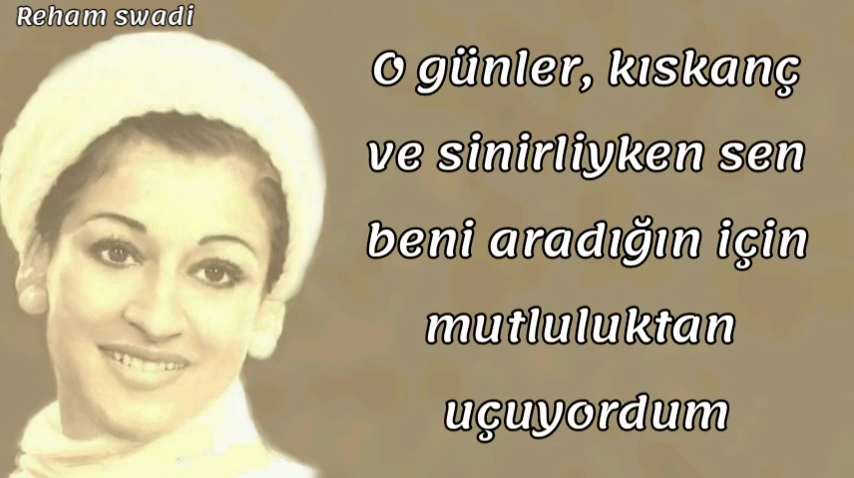 Reham swadi
O günler, kıskanç
ve sinirliyken sen
beni aradığın için
mutluluktan
uçuyordum